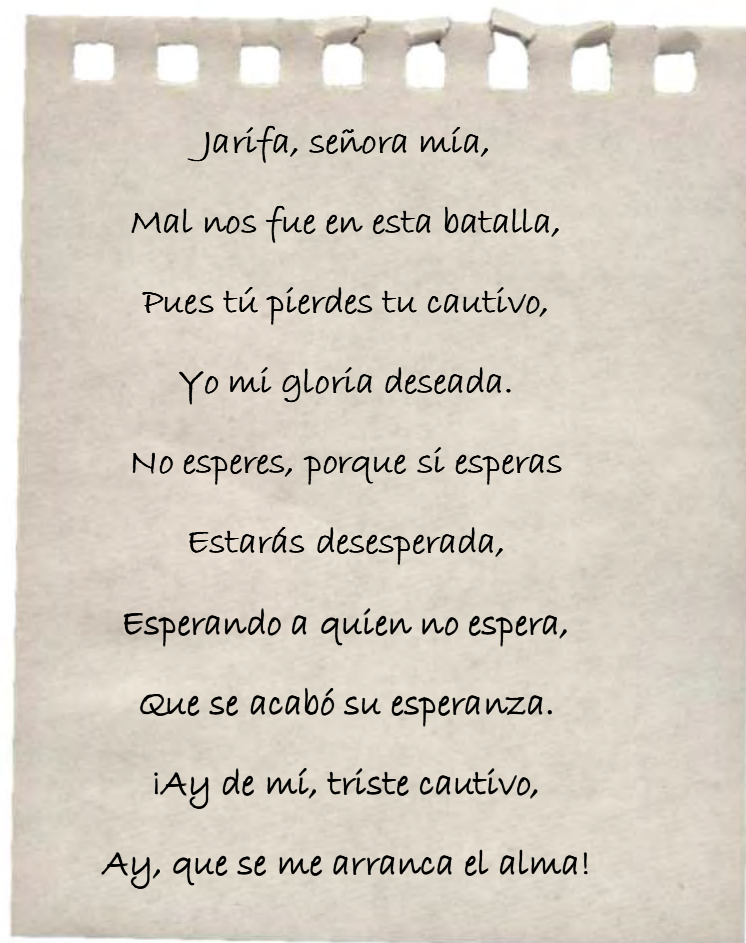 Jarifa, señora mía,
Mal nos fue en esta batalla,
Pues tú pierdes tu cautivo,
Yo mi gloria deseada.
No esperes, porque si esperas
Estarás desesperada,
Esperando a quien no espera,
Que se acabó su esperanza.
¡Ay de mí, triste cautivo,
Ay, que se me arranca el alma!